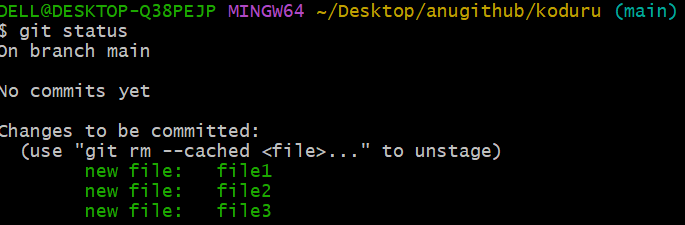 DELL@DESKTOP-Q38PEJP MINGW64 ~/Desktop/anugithub/koduru (main)
$ git status
On branch main

No commits yet

Changes to be committed:
  (use "git rm --cached <file>..." to unstage)
        new file:   file1
        new file:   file2
        new file:   file3